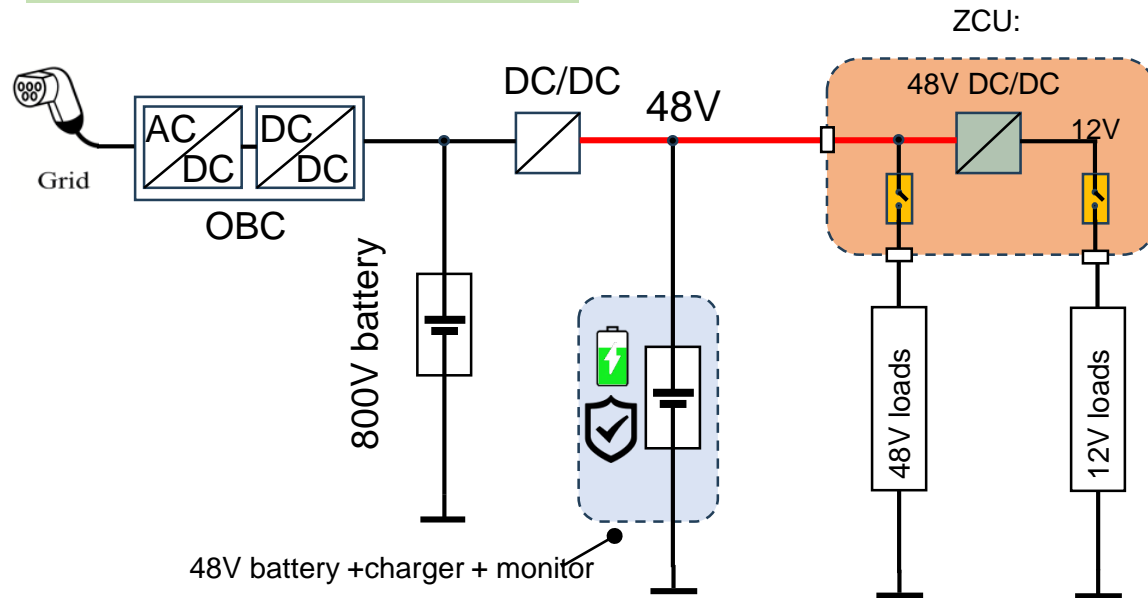 ZCU:
DC/DC
48V
48V DC/DC
12V
AC
DC
DC
DC
Grid
OBC
800V battery
48V loads
12V loads
48V battery +charger + monitor